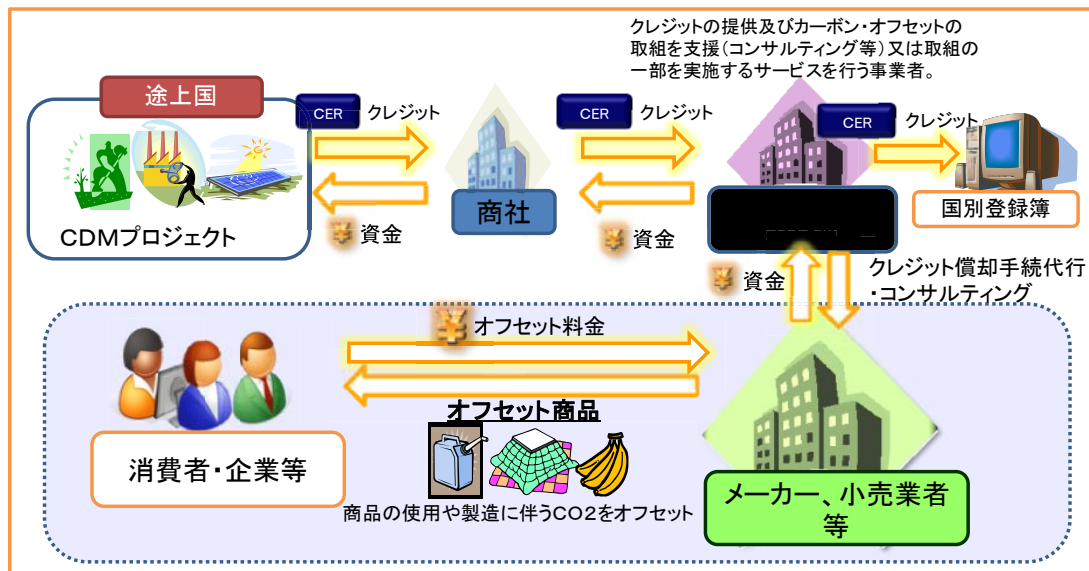 クレジットの提供及びカーボン・オフセットの
取組を支援(コンサルティング等)又は取組の
一部を実施するサービスを行う事業者。
途上国
CER
クレジット
CER
クレジット
CER
クレジット
CDMプロジェクト
商社
国別登録簿
¥資金
¥資金
¥資金
クレジット償却手続代行
・コンサルティング
¥オフセット料金
オフセット商品
消費者・企業等
商品の使用や製造に伴うCO2をオフセット
メーカー、小売業者
等